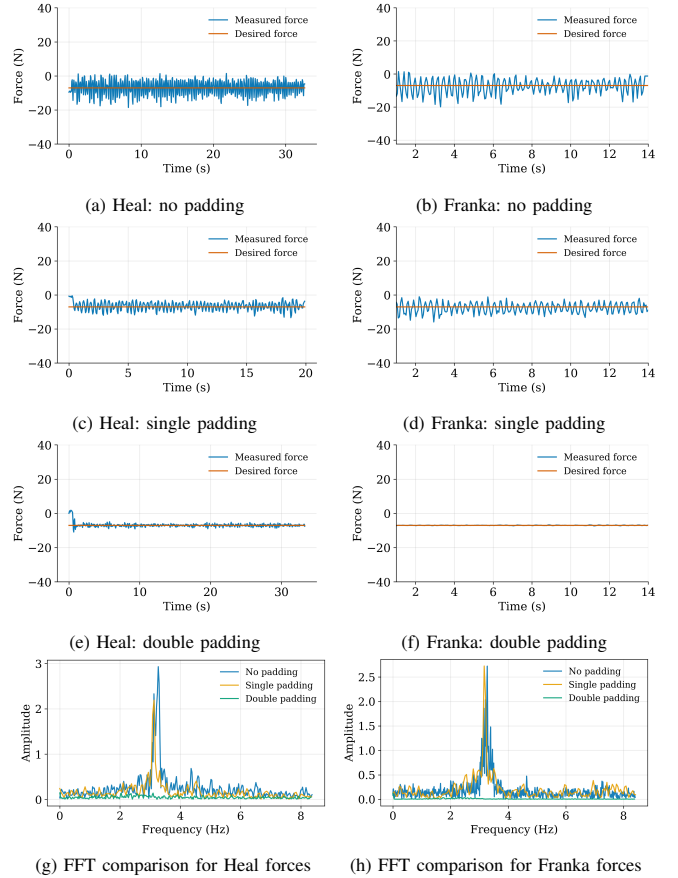 40
20
0
−20
−40
Force (N)
Measured force
Desired force
0 10 20 30
Time (s)
(a) Heal: no padding
40
20
0
−20
−40
Force (N)
Measured force
Desired force
2 4 6 8 10 12 14
Time (s)
(b) Franka: no padding
40
20
0
−20
−40
Force (N)
Measured force
Desired force
0 5 10 15 20
Time (s)
(c) Heal: single padding
40
20
0
−20
−40
Force (N)
Measured force
Desired force
2 4 6 8 10 12 14
Time (s)
(d) Franka: single padding
40
20
0
−20
−40
Force (N)
Measured force
Desired force
0 10 20 30
Time (s)
(e) Heal: double padding
40
20
0
−20
−40
Force (N)
Measured force
Desired force
2 4 6 8 10 12 14
Time (s)
(f) Franka: double padding
3
2
1
0
Amplitude
No padding
Single padding
Double padding
0 2 4 6 8
Frequency (Hz)
(g) FFT comparison for Heal forces
2.5
2.0
1.5
1.0
0.5
0.0
Amplitude
No padding
Single padding
Double padding
0 2 4 6 8
Frequency (Hz)
(h) FFT comparison for Franka forces